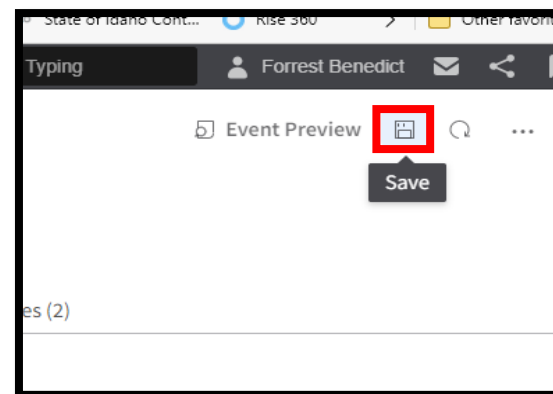 State of Idaho Cont... Rise 360 Other favorit
Typing Forrest Benedict
Event Preview ...
Save
es (2)